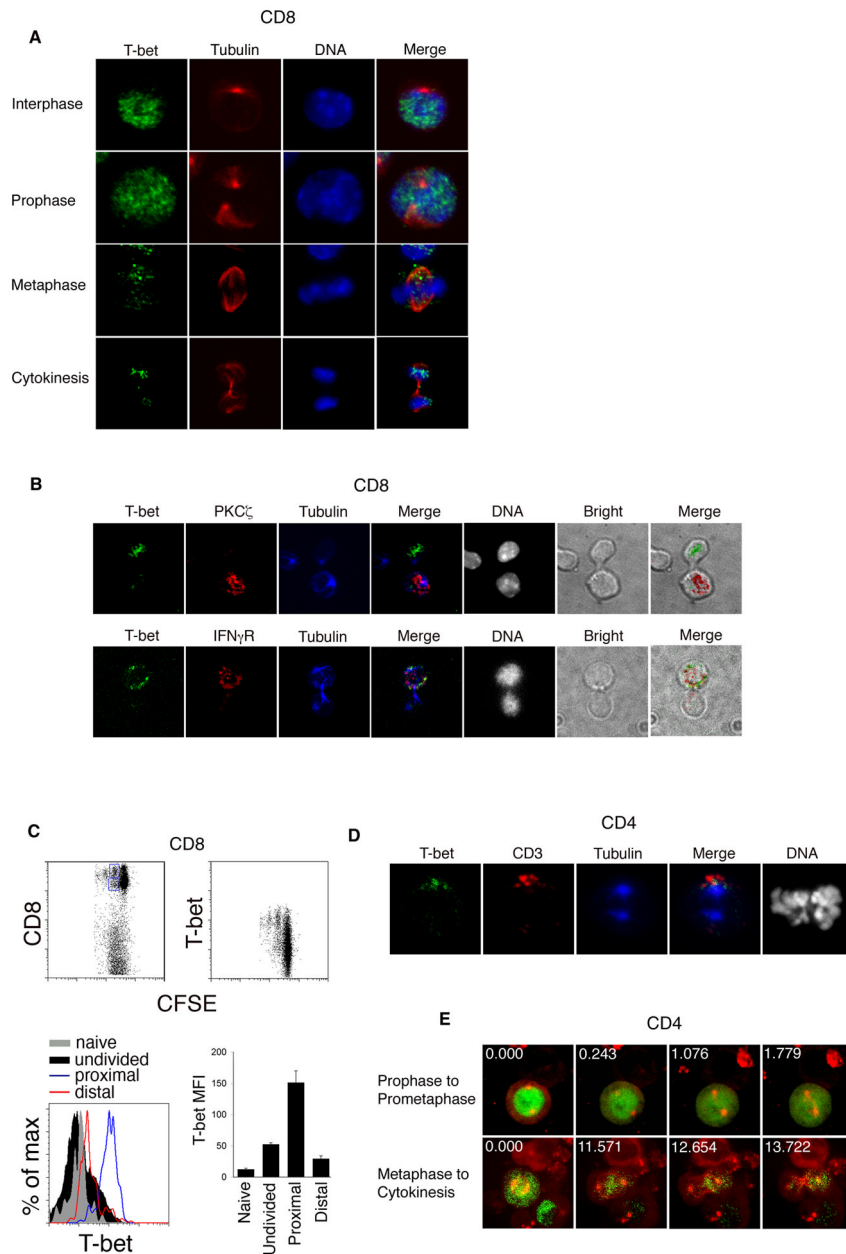 CD8
A
T-bet Tubulin DNA Merge
Interphase
Prophase
Metaphase
Cytokinesis
B
CD8
T-bet PKCζ Tubulin Merge DNA Bright Merge
T-bet IFNγR Tubulin Merge DNA Bright Merge
C
CD8
CD8
T-bet
CFSE
naive
undivided
proximal
distal
% of max
T-bet
T-bet MFI
200
150
100
50
0
Naive
Undivided
Proximal
Distal
D
CD4
T-bet CD3 Tubulin Merge DNA
E
CD4
Prophase to
Prometaphase
0.000 0.243 1.076 1.779
Metaphase to
Cytokinesis
0.000 11.571 12.654 13.722